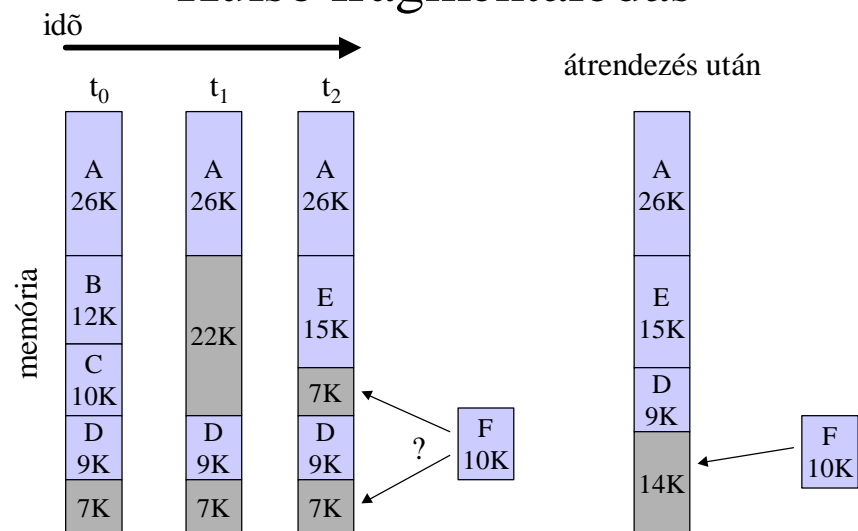 idõ
átrendezés után
t0
t1
t2
memória
A
26K
B
12K
C
10K
D
9K
7K
A
26K
22K
D
9K
7K
A
26K
E
15K
7K
D
9K
7K
?
F
10K
A
26K
E
15K
D
9K
14K
F
10K